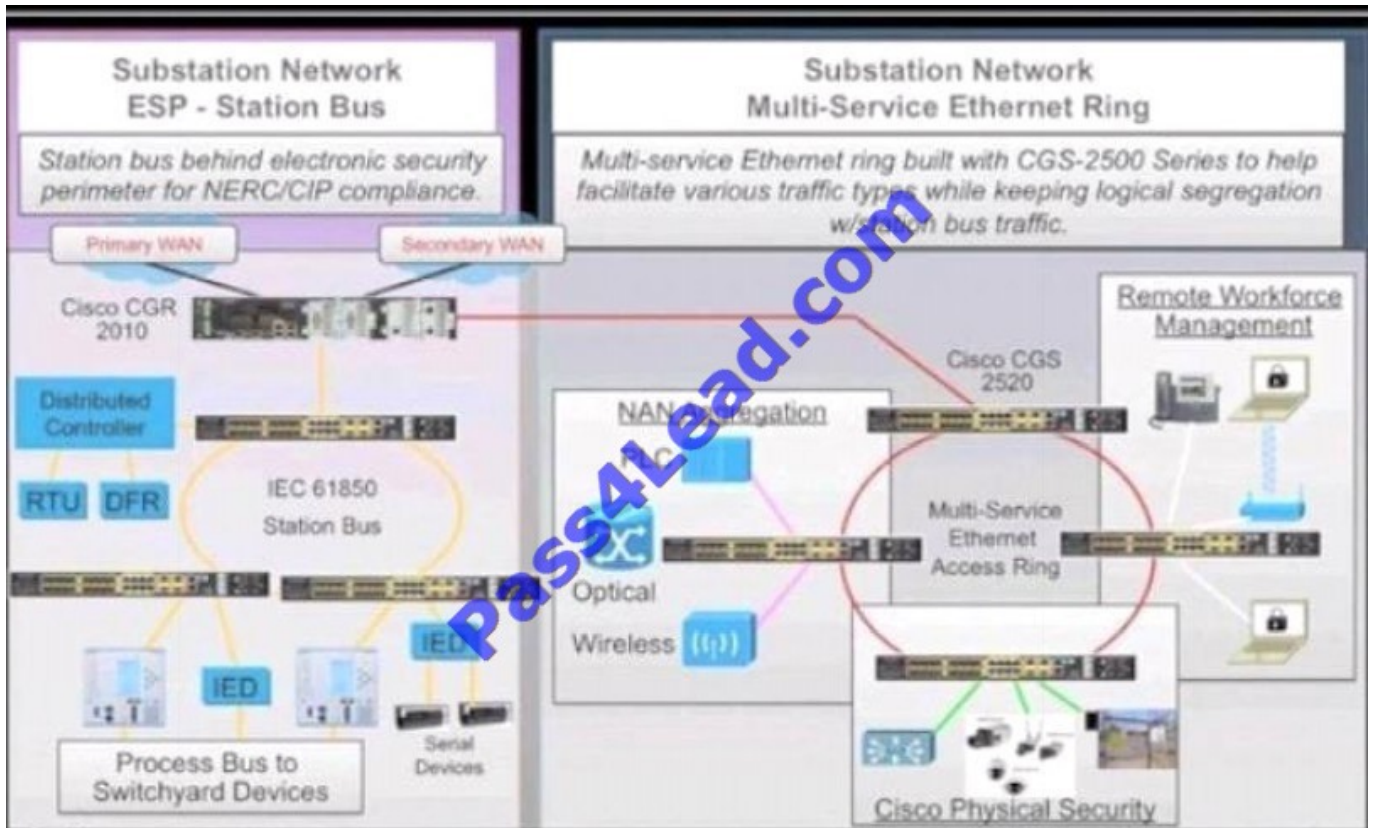 Substation Network
ESP - Station Bus
Station bus behind electronic security
perimeter for NERC/CIP compliance.
Substation Network
Multi-Service Ethernet Ring
Multi-service Ethernet ring built with CGS-2500 Series to help
facilitate various traffic types while keeping logical segregation
w/station bus traffic.
Primary WAN
Secondary WAN
Cisco CGR
2010
Distributed
Controller
RTU
DFR
IEC 61850
Station Bus
IED
IED
Serial
Devices
Process Bus to
Switchyard Devices
NAN Aggregation
PLC
Optical
Wireless
Cisco CGS
2520
Multi-Service
Ethernet
Access Ring
Remote Workforce
Management
Cisco Physical Security
Pass4Lead.com